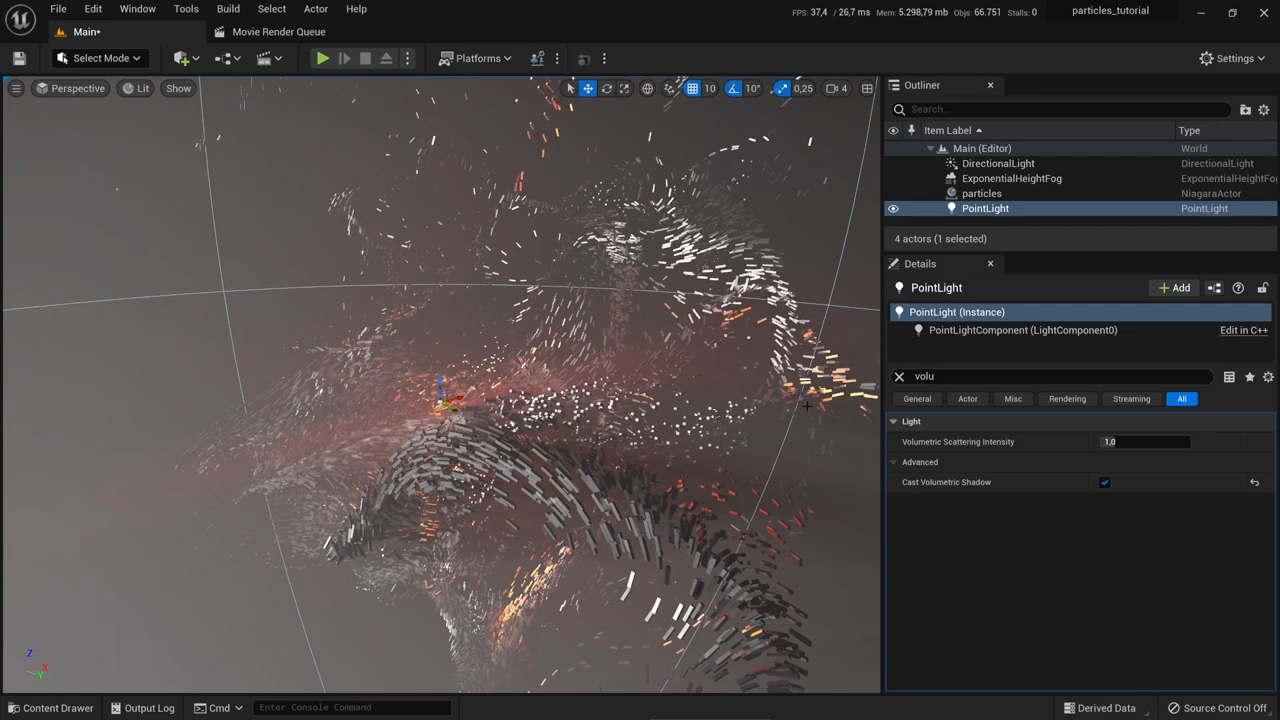 File Edit Window Tools Build Select Actor Help
FPS: 37,4 / 26,7 ms Mem: 5.298,79 mb Objs: 66.751 Stalls: 0
particles_tutorial
Main•
Movie Render Queue
Select Mode
Platforms
Settings
Perspective
Lit
Show
10
10°
0,25
4
Outliner
Search...
Item Label
Type
Main (Editor) World
DirectionalLight DirectionalLight
ExponentialHeightFog ExponentialHeightFog
particles NiagaraActor
PointLight PointLight
4 actors (1 selected)
Details
PointLight
Add
PointLight (Instance)
PointLightComponent (LightComponent0)
Edit in C++
volu
General Actor Misc Rendering Streaming All
Light
Volumetric Scattering Intensity 1,0
Advanced
Cast Volumetric Shadow
Z
X
Y
Content Drawer
Output Log
Cmd
Enter Console Command
Derived Data
Source Control Off